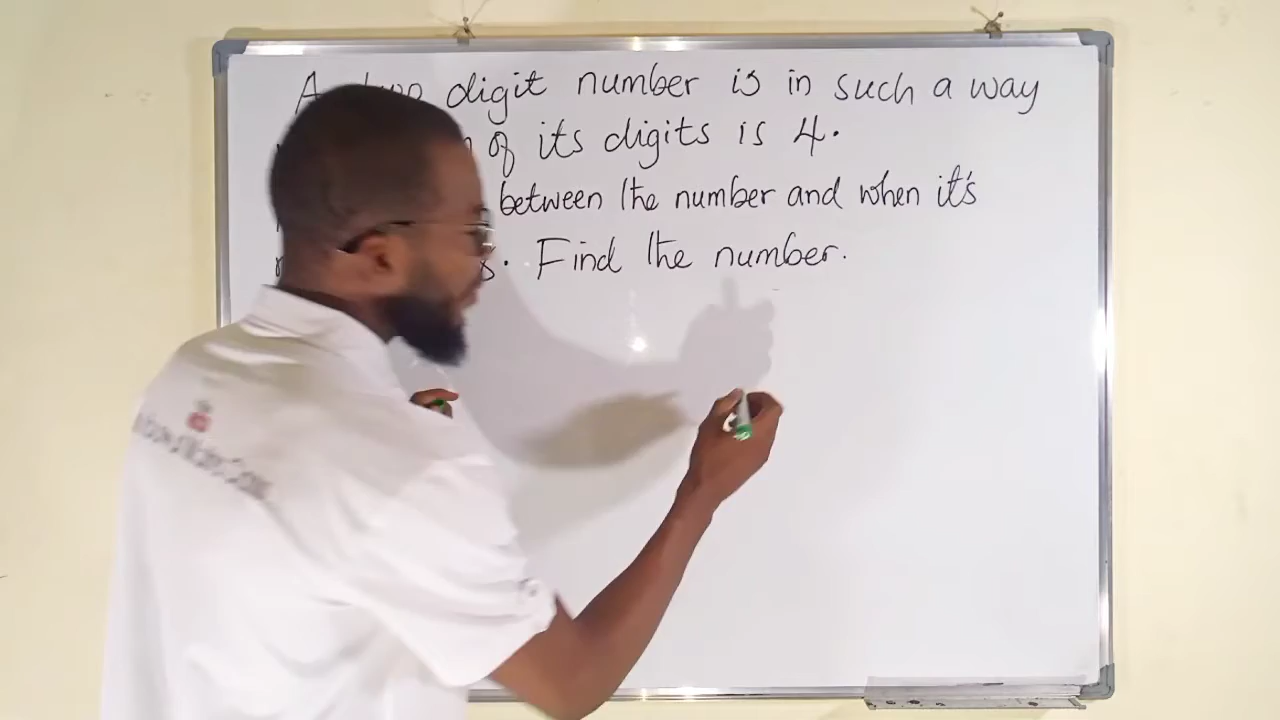 A digit number is in such a way
of its digits is 4.
between the number and when it's
Find the number.